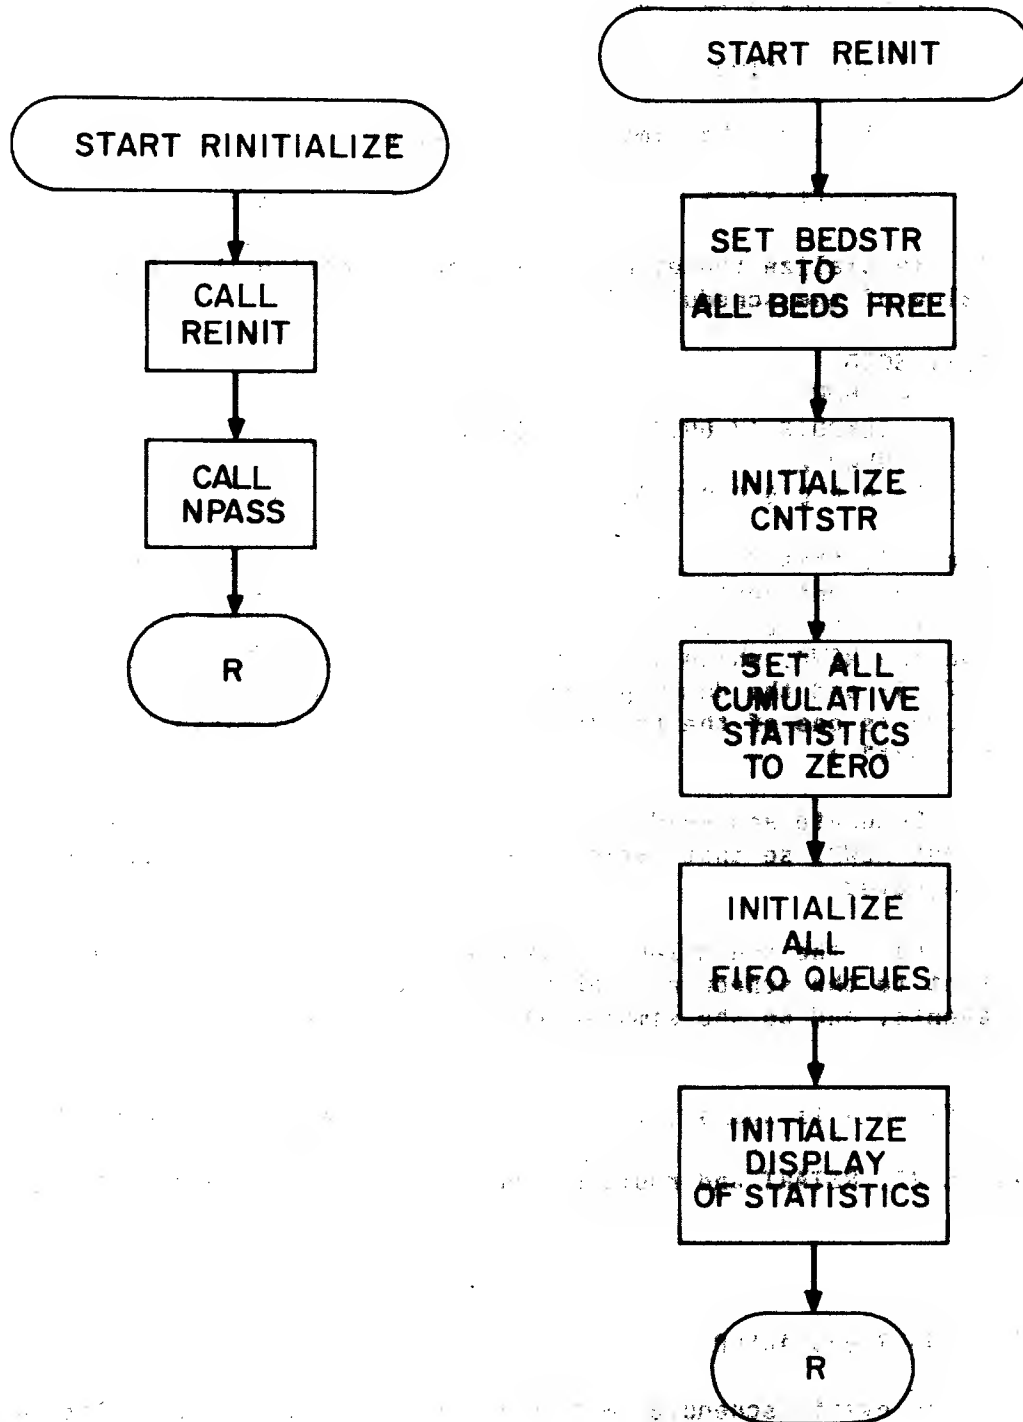 START RINITIALIZE
CALL
REINIT
CALL
NPASS
R
START REINIT
SET BEDSTR
TO
ALL BEDS FREE
INITIALIZE
CNTSTR
SET ALL
CUMULATIVE
STATISTICS
TO ZERO
INITIALIZE
ALL
FIFO QUEUES
INITIALIZE
DISPLAY
OF STATISTICS
R